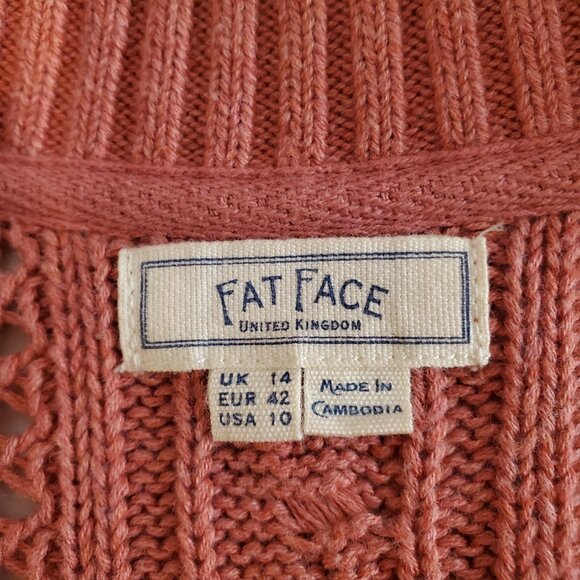 FAT FACE
UNITED KINGDOM
UK 14
EUR 42
USA 10
MADE IN
CAMBODIA